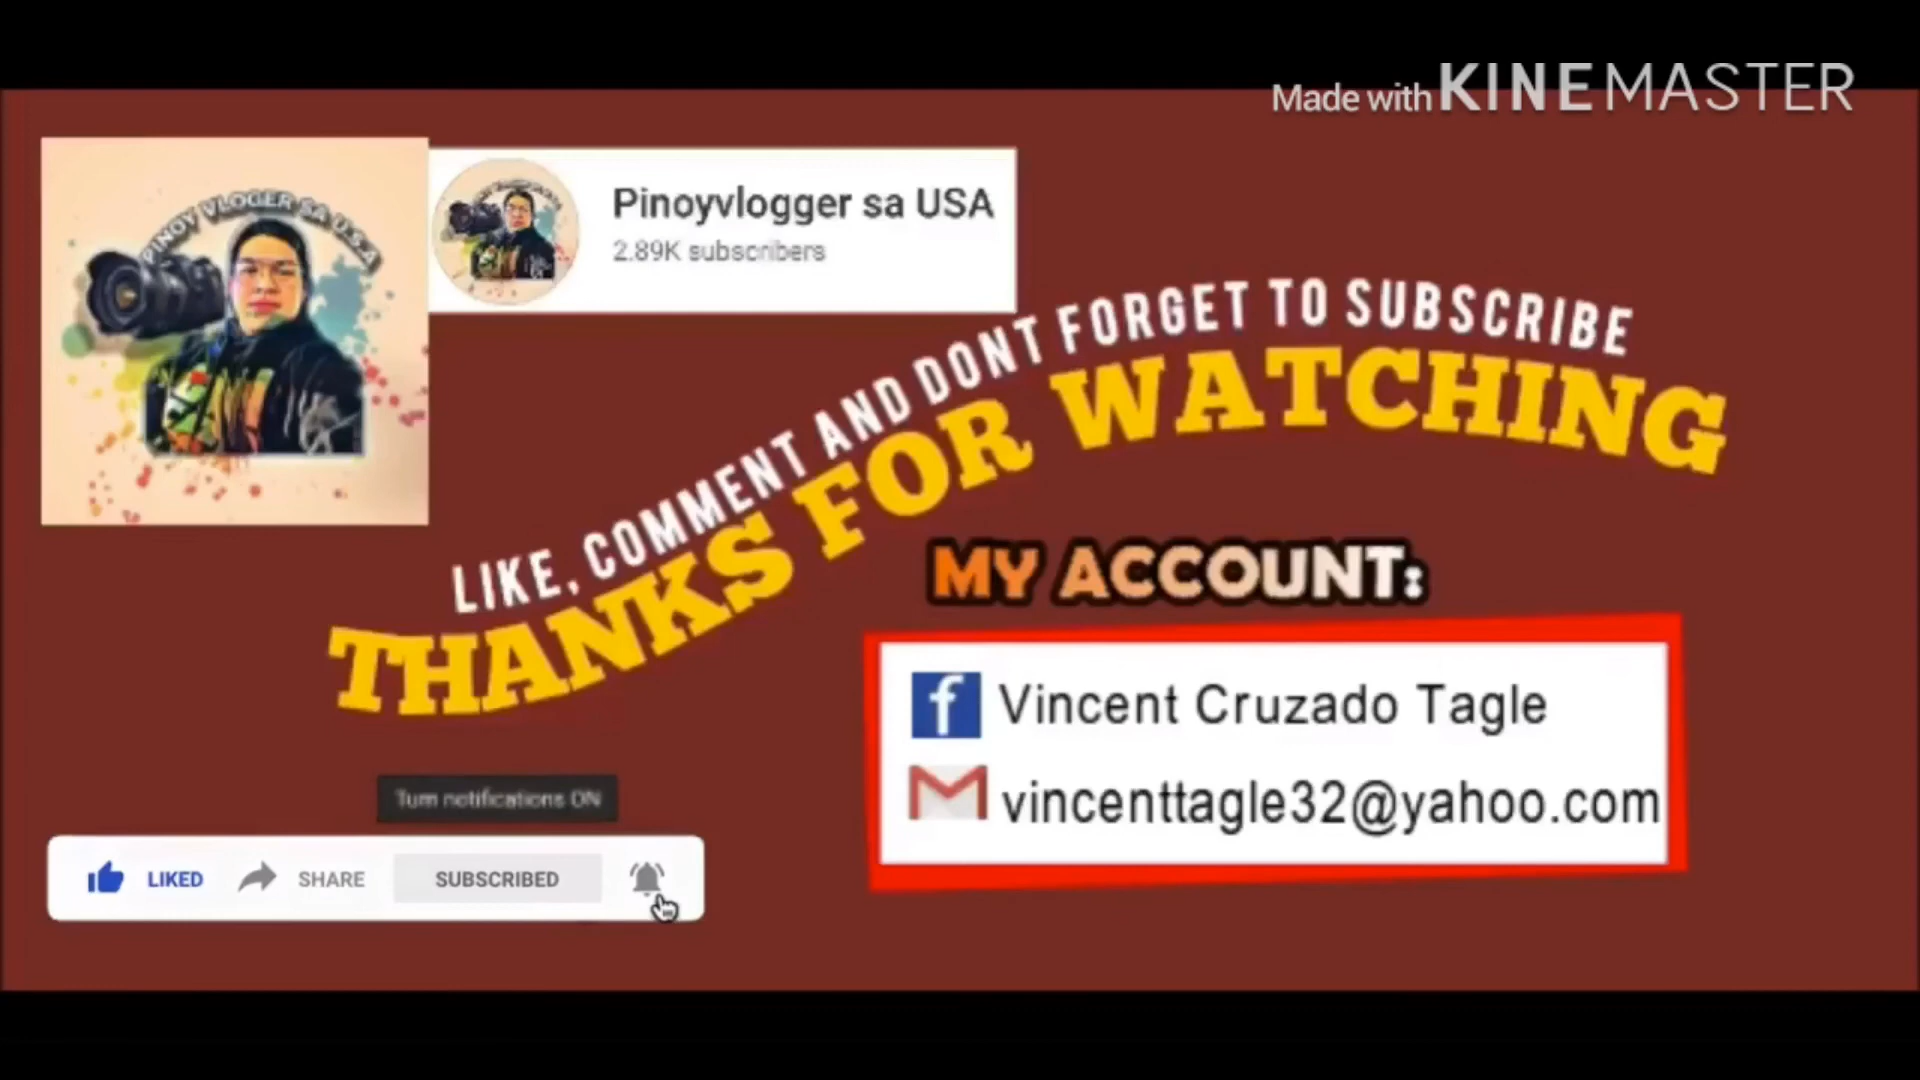 Made with KINEMASTER
PINOY VLOGER SA U.S.A
Pinoyvlogger sa USA
2.89K subscribers
LIKE, COMMENT AND DONT FORGET TO SUBSCRIBE
THANKS FOR WATCHING
MY ACCOUNT:
f Vincent Cruzado Tagle
vincenttagle32@yahoo.com
Turn notifications ON
LIKED SHARE SUBSCRIBED